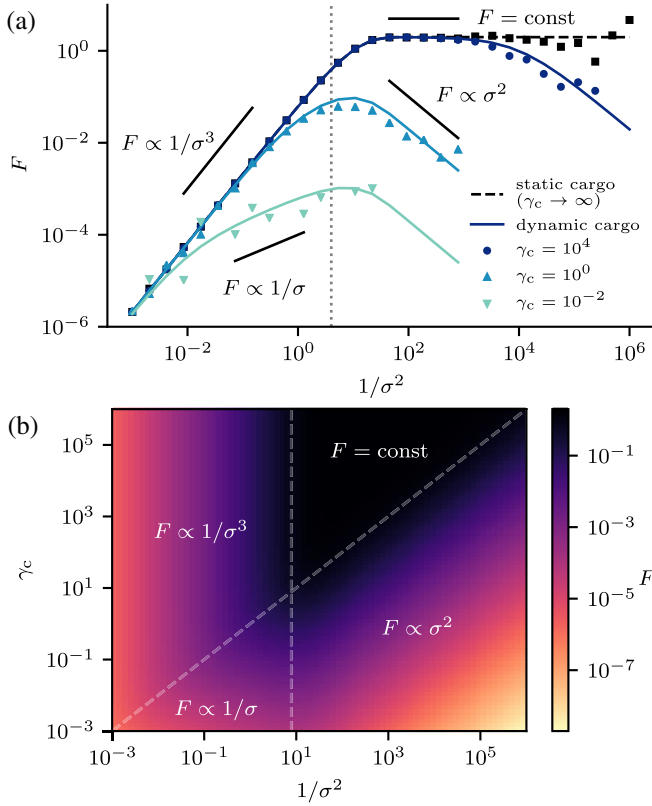 (a)
F = const
10^0
F ∝ σ^2
F ∝ 1/σ^3
10^−2
F
static cargo
(γ_c → ∞)
dynamic cargo
10^−4
γ_c = 10^4
γ_c = 10^0
F ∝ 1/σ
γ_c = 10^−2
10^−6
10^−2 10^0 10^2 10^4 10^6
1/σ^2
(b)
10^5
F = const
10^−1
10^3
F ∝ 1/σ^3
10^−3
γ_c
10^1
F
F ∝ σ^2
10^−5
10^−1
10^−7
F ∝ 1/σ
10^−3
10^−3 10^−1 10^1 10^3 10^5
1/σ^2